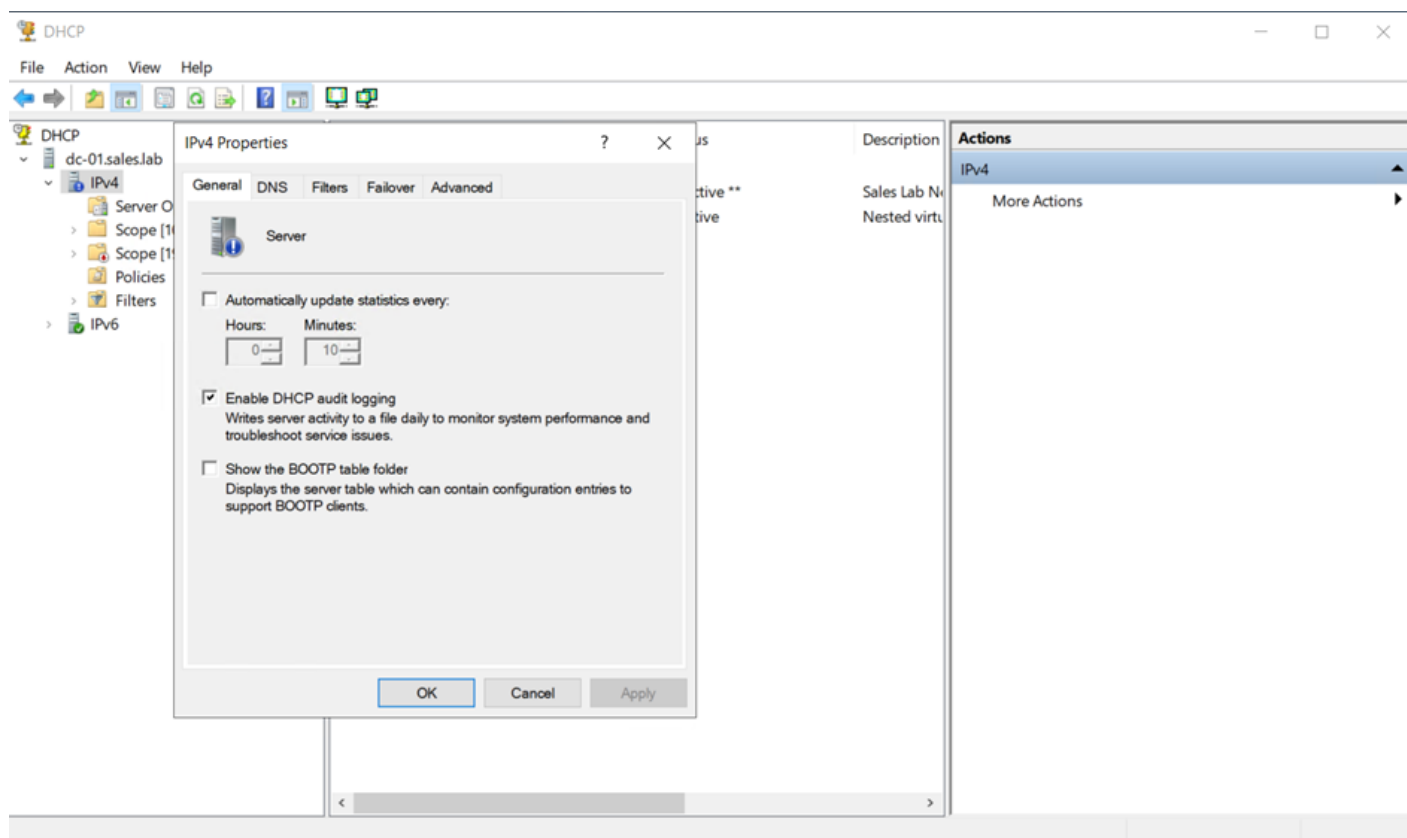 DHCP
File Action View Help
DHCP
dc-01.sales.lab
IPv4
Server O
Scope [1
Scope [1
Policies
Filters
IPv6
IPv4 Properties
?
General DNS Filters Failover Advanced
Server
Automatically update statistics every:
Hours: Minutes:
0 10
Enable DHCP audit logging
Writes server activity to a file daily to monitor system performance and
troubleshoot service issues.
Show the BOOTP table folder
Displays the server table which can contain configuration entries to
support BOOTP clients.
OK Cancel Apply
us Description
ctive ** Sales Lab Ne
tive Nested virtu
Actions
IPv4
More Actions